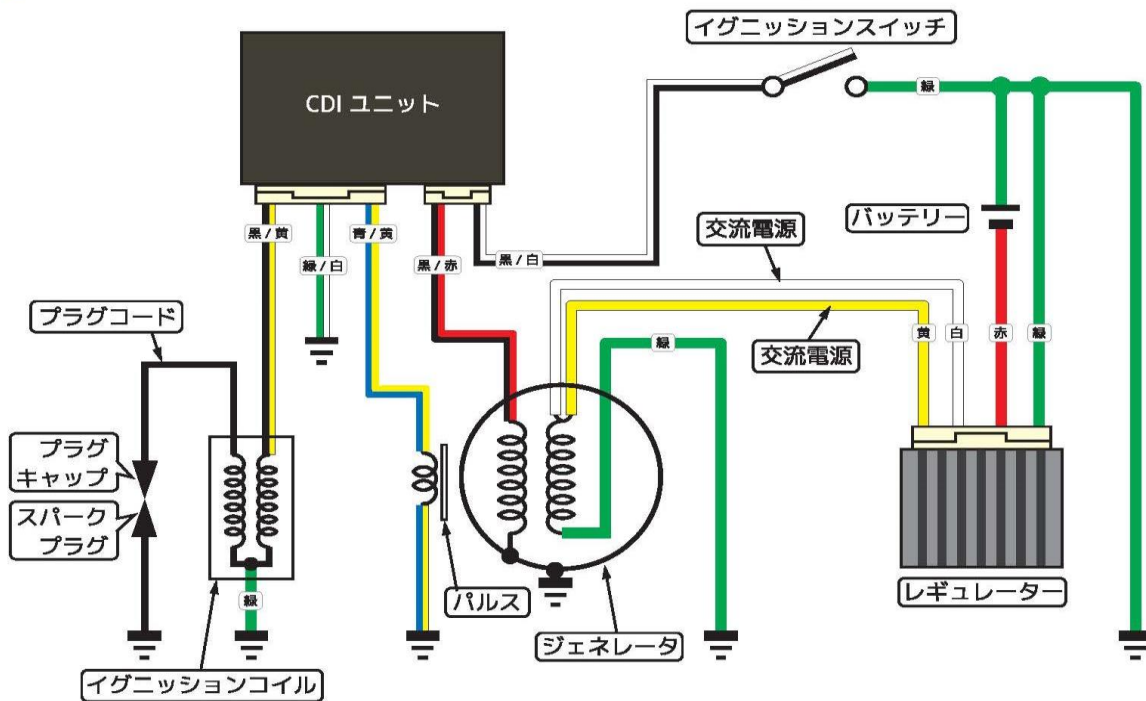 イグニッションスイッチ
CDI ユニット
緑
バッテリー
交流電源
黒/黄
緑/白
青/黄
黒/赤
黒/白
プラグコード
交流電源
黄
白
赤
緑
緑
プラグ
キャップ
スパーク
プラグ
緑
パルス
レギュレーター
ジェネレータ
イグニッションコイル